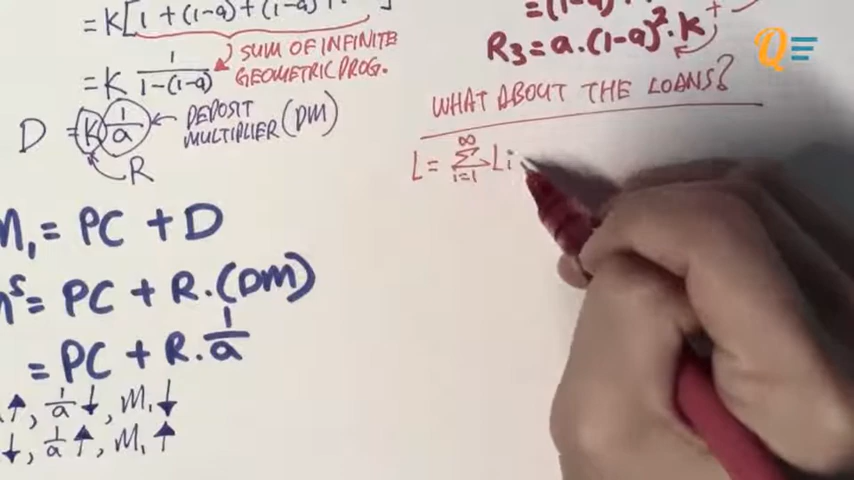 = K[1 + (1-a) + (1-a)
SUM OF INFINITE
GEOMETRIC PROG.
= K 1/1-(1-a)
D = K 1/a
DEPOSIT
MULTIPLIER (DM)
R
M₁ = PC + D
Mˢ = PC + R.(DM)
= PC + R. 1/a
↑, 1/a ↓, M₁ ↓
↓, 1/a ↑, M₁ ↑
R₃ = a.(1-a)².K
WHAT ABOUT THE LOANS?
L = ∞ Σ i=1 Li